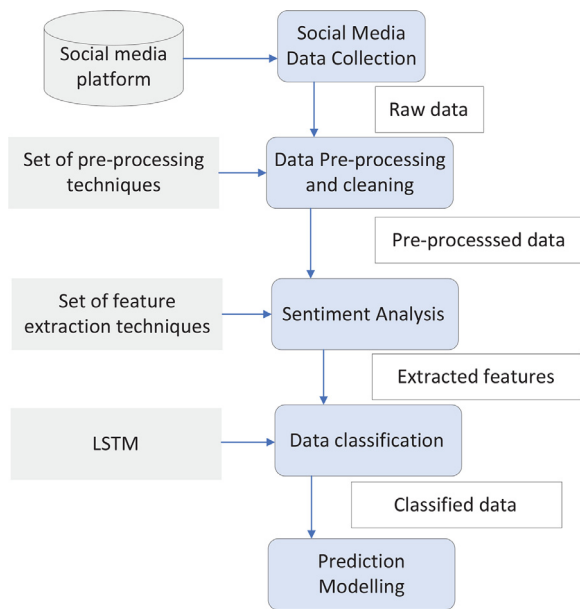 Social media
platform
Social Media
Data Collection
Raw data
Set of pre-processing
techniques
Data Pre-processing
and cleaning
Pre-processsed data
Set of feature
extraction techniques
Sentiment Analysis
Extracted features
LSTM
Data classification
Classified data
Prediction
Modelling